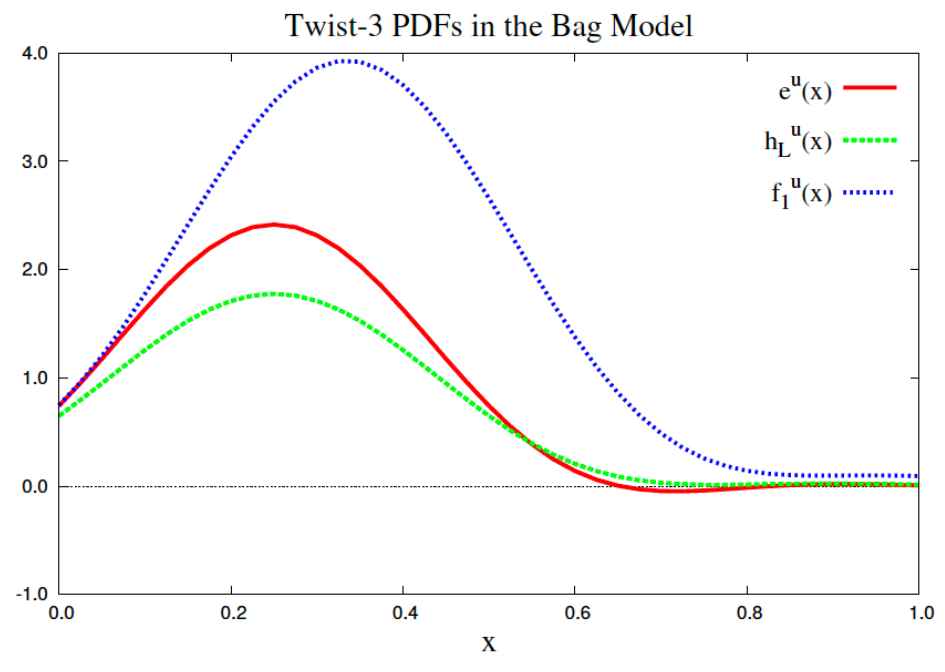 Twist-3 PDFs in the Bag Model
4.0
3.0
2.0
1.0
0.0
-1.0
e^u(x)
h_L^u(x)
f_1^u(x)
0.0 0.2 0.4 0.6 0.8 1.0
x